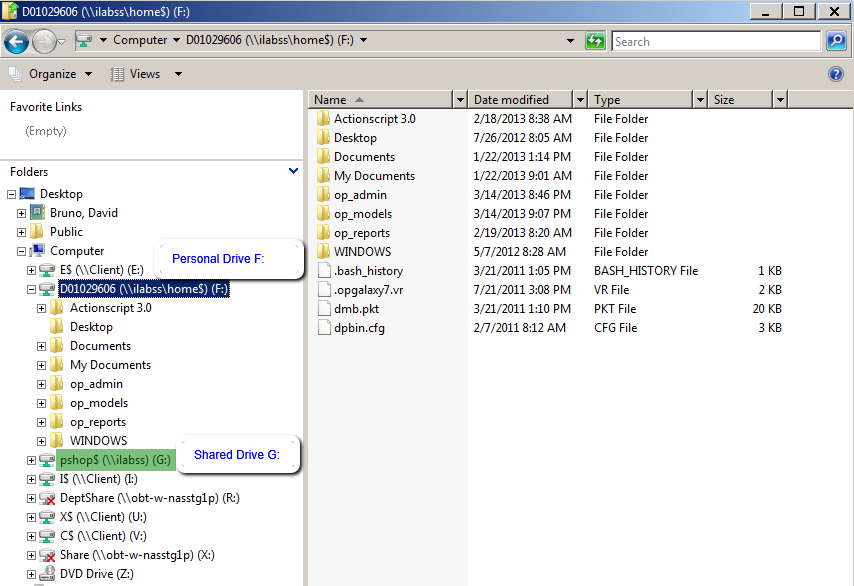 D01029606 (\\ilabss\home$) (F:)
Computer D01029606 (\\ilabss\home$) (F:) Search
Organize Views
Favorite Links
(Empty)
Folders
Desktop
Bruno, David
Public
Computer
E$ (\\Client) (E:)
Personal Drive F:
D01029606 (\\ilabss\home$) (F:)
Actionscript 3.0
Desktop
Documents
My Documents
op_admin
op_models
op_reports
WINDOWS
pshop$ (\\ilabss) (G:)
Shared Drive G:
I$ (\\Client) (I:)
DeptShare (\\obt-w-nasstg1p) (R:)
X$ (\\Client) (U:)
C$ (\\Client) (V:)
Share (\\obt-w-nasstg1p) (X:)
DVD Drive (Z:)
Name Date modified Type Size
Actionscript 3.0 2/18/2013 8:38 AM File Folder
Desktop 7/26/2012 8:05 AM File Folder
Documents 1/22/2013 1:14 PM File Folder
My Documents 1/22/2013 9:01 AM File Folder
op_admin 3/14/2013 8:46 PM File Folder
op_models 3/14/2013 9:07 PM File Folder
op_reports 2/19/2013 8:20 AM File Folder
WINDOWS 5/7/2012 8:28 AM File Folder
.bash_history 3/21/2011 1:05 PM BASH_HISTORY File 1 KB
.opgalaxy7.vr 7/21/2011 3:08 PM VR File 2 KB
dmb.pkt 3/21/2011 1:10 PM PKT File 20 KB
dpbin.cfg 2/7/2011 8:12 AM CFG File 3 KB